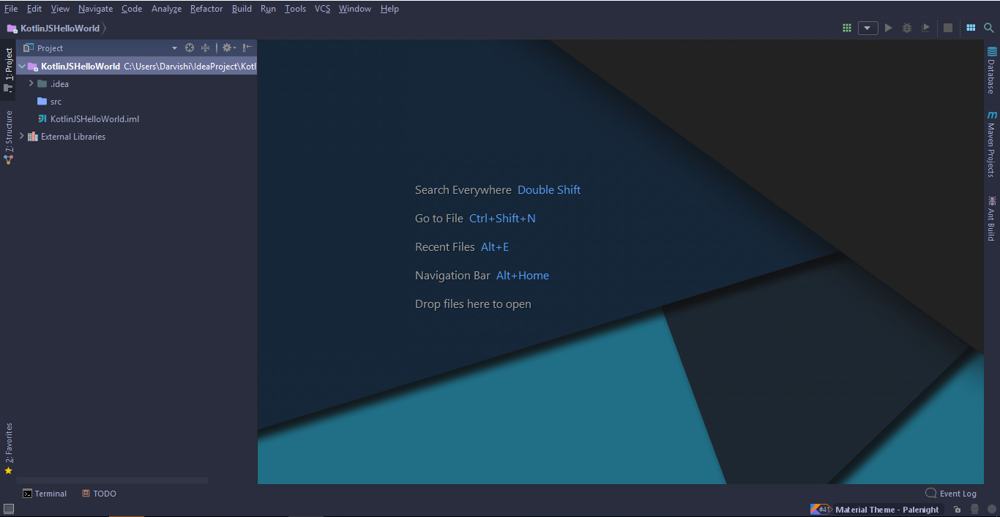 File Edit View Navigate Code Analyze Refactor Build Run Tools VCS Window Help
KotlinJSHelloWorld
Project
1: Project
KotlinJSHelloWorld C:\Users\Darvishi\IdeaProject\Kotl
.idea
src
KotlinJSHelloWorld.iml
External Libraries
7: Structure
2: Favorites
Search Everywhere Double Shift
Go to File Ctrl+Shift+N
Recent Files Alt+E
Navigation Bar Alt+Home
Drop files here to open
Database
m
Maven Projects
Ant Build
Terminal TODO
Event Log
#41 Material Theme - Palenight